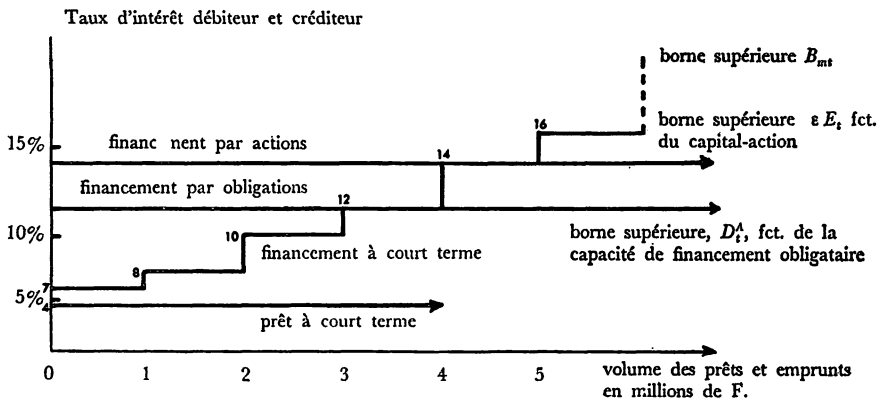 Taux d'intérêt débiteur et créditeur
borne supérieure B_mt
borne supérieure ε E_t fct.
du capital-action
16
15%
financ nent par actions
14
financement par obligations
12
10%
10
financement à court terme
borne supérieure, D_t^A, fct. de la
capacité de financement obligataire
8
7
5%
4
prêt à court terme
0 1 2 3 4 5
volume des prêts et emprunts
en millions de F.